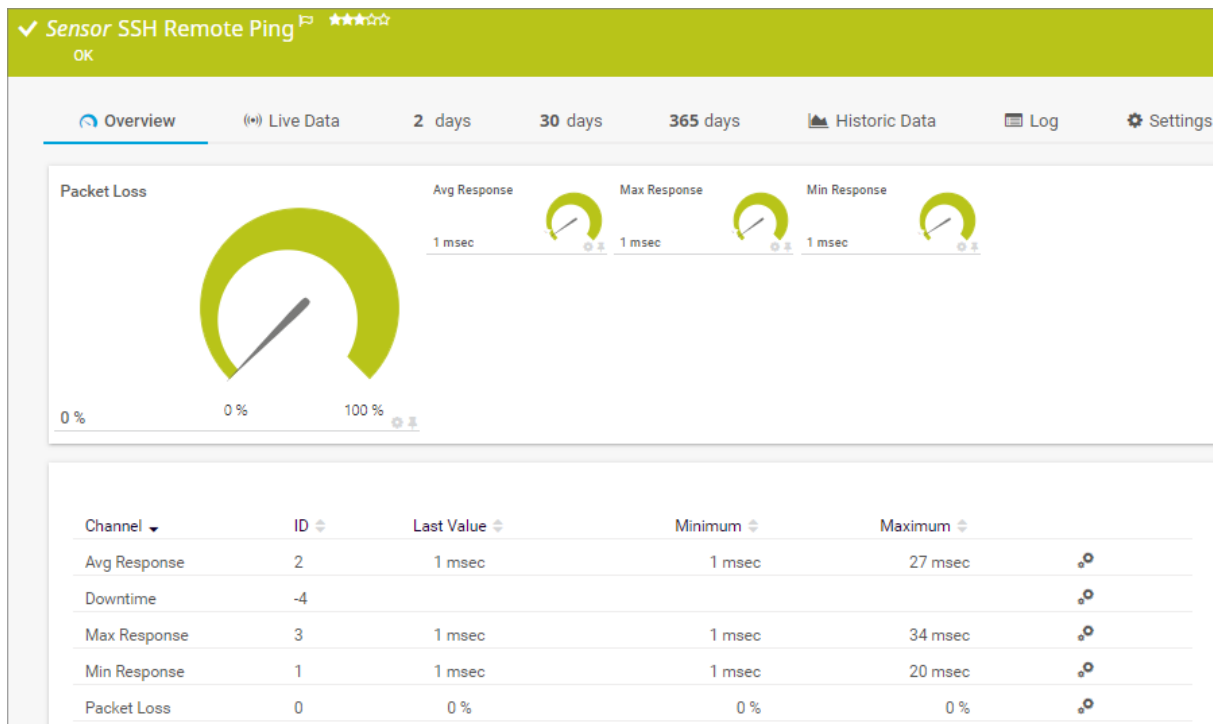 Sensor SSH Remote Ping
OK
Overview Live Data 2 days 30 days 365 days Historic Data Log Settings
Packet Loss
0 %
0 % 100 %
Avg Response
1 msec
Max Response
1 msec
Min Response
1 msec
Channel ID Last Value Minimum Maximum
Avg Response 2 1 msec 1 msec 27 msec
Downtime -4
Max Response 3 1 msec 1 msec 34 msec
Min Response 1 1 msec 1 msec 20 msec
Packet Loss 0 0 % 0 % 0 %